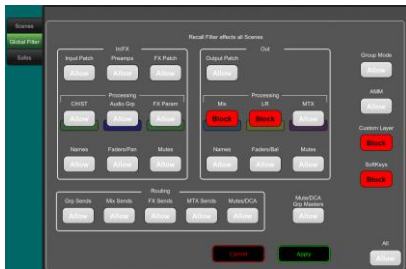 Scenes
Global Filter
Safes
Recall Filter effects all Scenes
In/FX
Out
Input Patch Preamps FX Patch Output Patch Group Mode
Allow Allow Allow Allow Allow
Processing Processing AMM
CH/ST Audio Grp FX Param Mix LR MTX
Allow Allow Allow Block Block Allow Allow
Custom Layer
Block
Names Faders/Pan Mutes Names Faders/Bal Mutes SoftKeys
Allow Allow Allow Allow Allow Allow Block
Routing
Grp Sends Mix Sends FX Sends MTX Sends Mutes/DCA Mute/DCA
Grp Masters
Allow Allow Allow Allow Allow Allow
All
Cancel Apply Allow